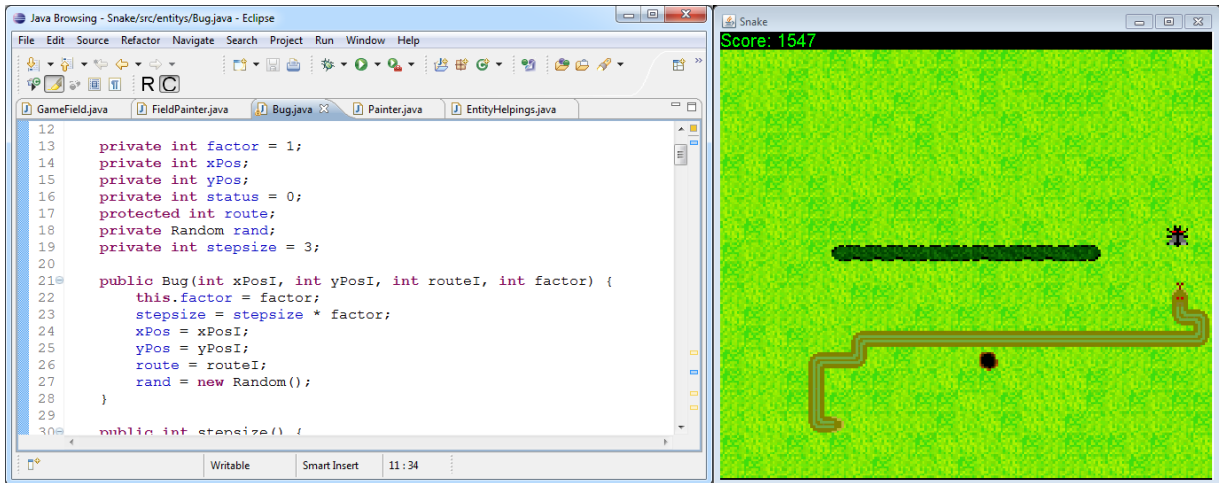 Java Browsing - Snake/src/entitys/Bug.java - Eclipse
File Edit Source Refactor Navigate Search Project Run Window Help
R C
GameField.java FieldPainter.java Bug.java Painter.java EntityHelpings.java
12
13 private int factor = 1;
14 private int xPos;
15 private int yPos;
16 private int status = 0;
17 protected int route;
18 private Random rand;
19 private int stepsize = 3;
20
21 public Bug(int xPosI, int yPosI, int routeI, int factor) {
22 this.factor = factor;
23 stepsize = stepsize * factor;
24 xPos = xPosI;
25 yPos = yPosI;
26 route = routeI;
27 rand = new Random();
28 }
29
30 public int stepsize() {
Writable Smart Insert 11 : 34
Snake
Score: 1547